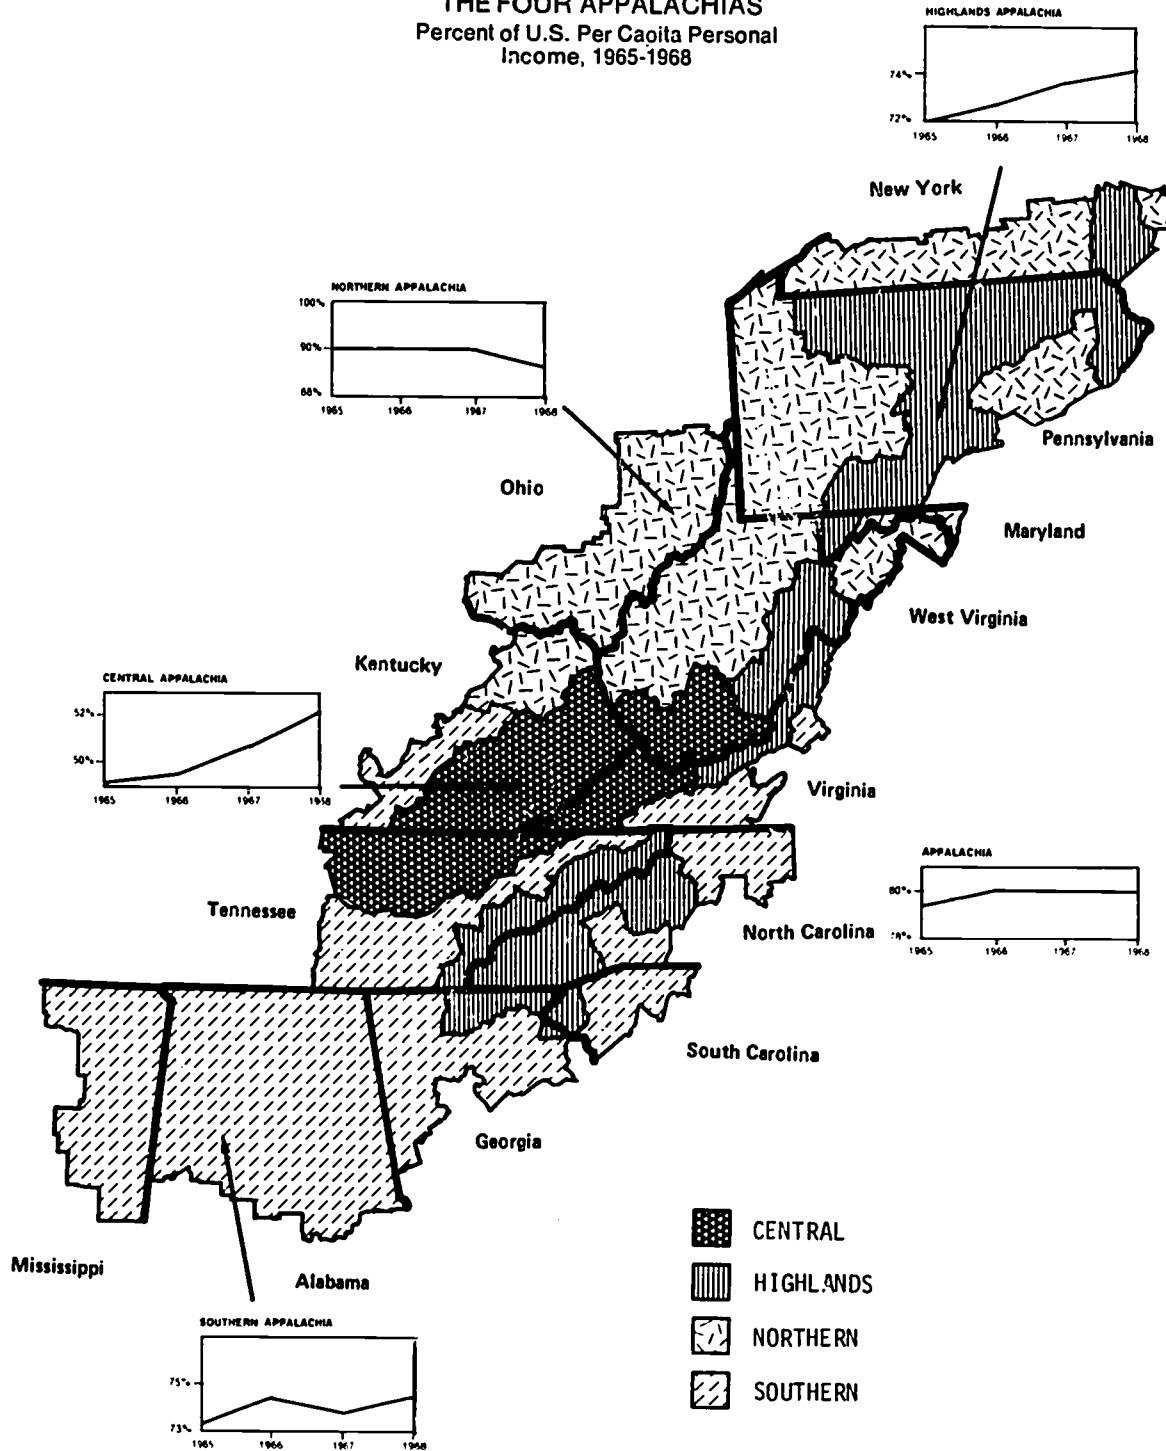 THE FOUR APPALACHIAS
Percent of U.S. Per Capita Personal
Income, 1965-1968
HIGHLANDS APPALACHIA
74%
72%
1965 1966 1967 1968
New York
NORTHERN APPALACHIA
100%
90%
88%
1965 1966 1967 1968
Pennsylvania
Ohio
Maryland
West Virginia
Kentucky
CENTRAL APPALACHIA
52%
50%
1965 1966 1967
Virginia
APPALACHIA
80%
1965 1966 1967 1968
Tennessee
North Carolina
South Carolina
Georgia
Mississippi
Alabama
SOUTHERN APPALACHIA
75%
73%
1965 1966 1967 1968
CENTRAL
HIGHLANDS
NORTHERN
SOUTHERN